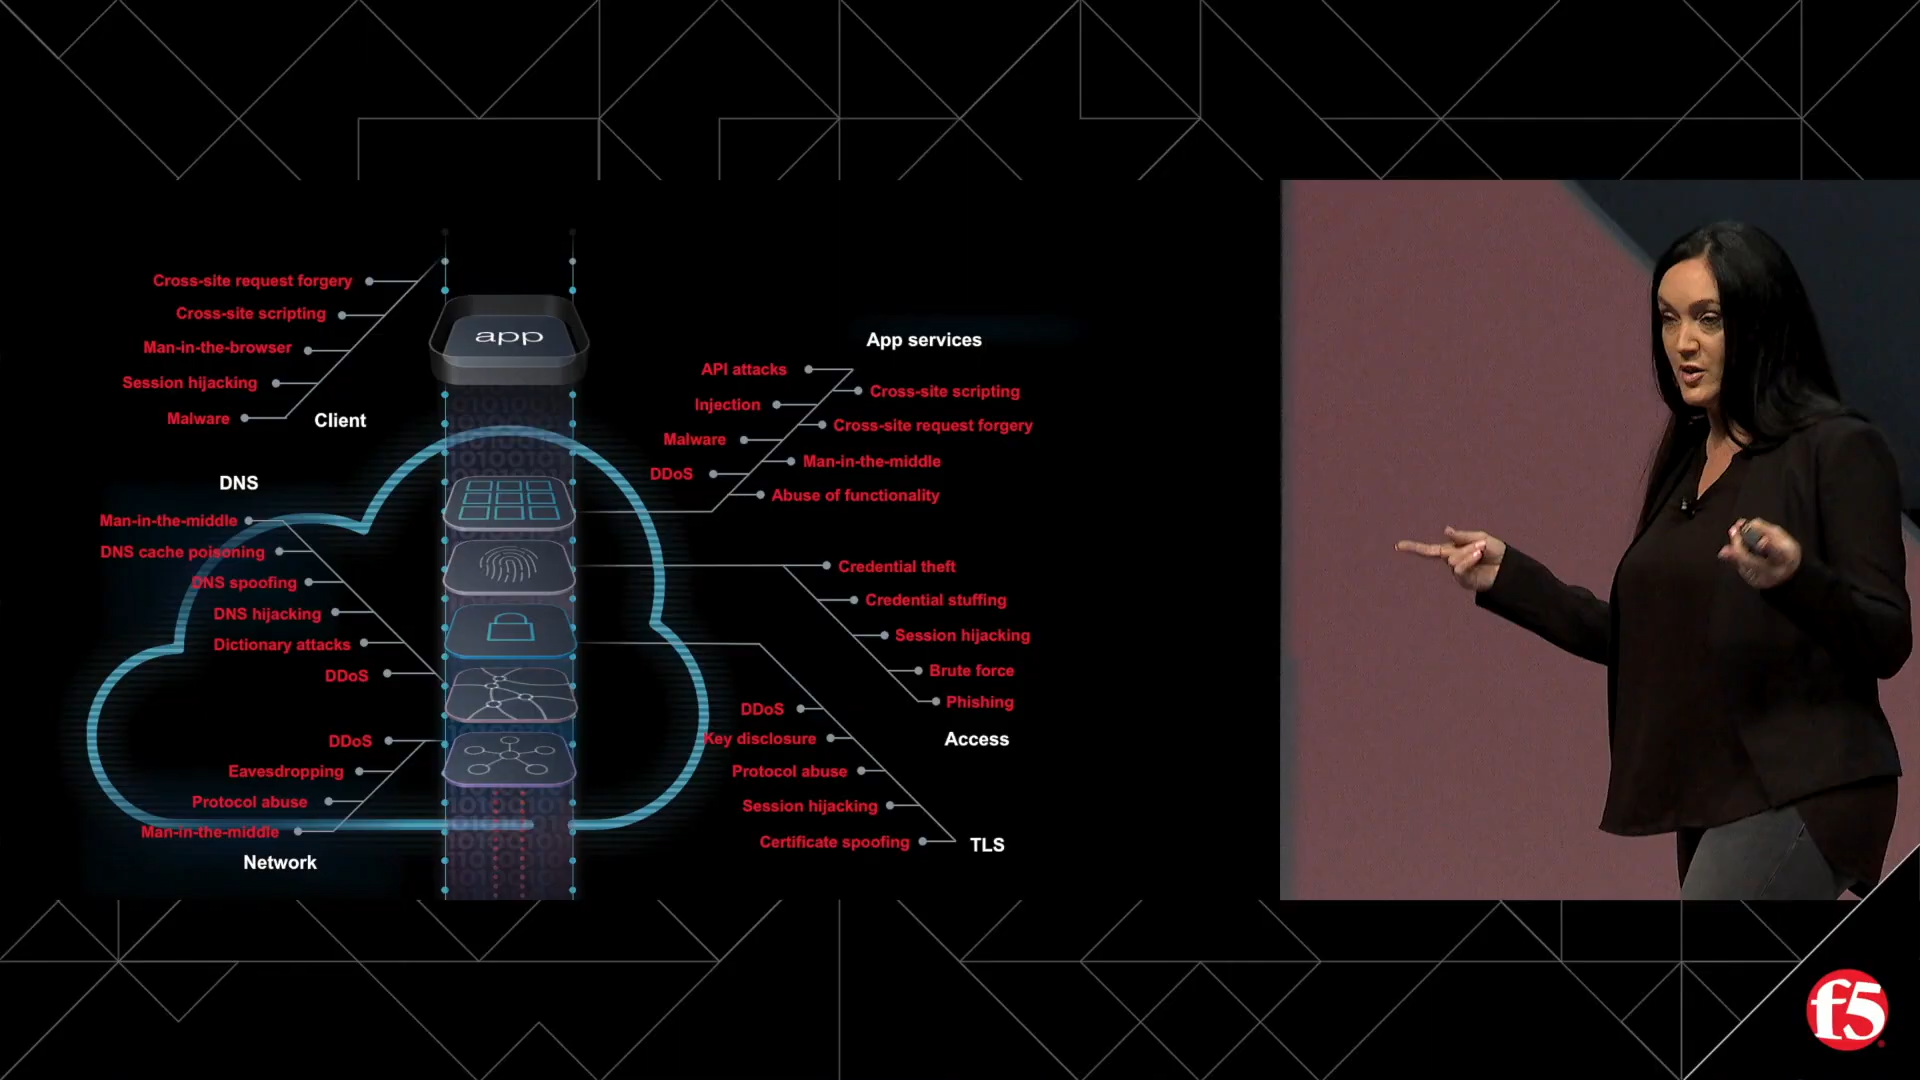 Cross-site request forgery
Cross-site scripting
Man-in-the-browser
Session hijacking
Malware
Client
app
App services
API attacks
Cross-site scripting
Injection
Cross-site request forgery
Malware
Man-in-the-middle
DDoS
Abuse of functionality
DNS
Man-in-the-middle
DNS cache poisoning
DNS spoofing
DNS hijacking
Dictionary attacks
DDoS
Credential theft
Credential stuffing
Session hijacking
Brute force
Phishing
Access
DDoS
Eavesdropping
Protocol abuse
Man-in-the-middle
Network
DDoS
Key disclosure
Protocol abuse
Session hijacking
Certificate spoofing
TLS
f5